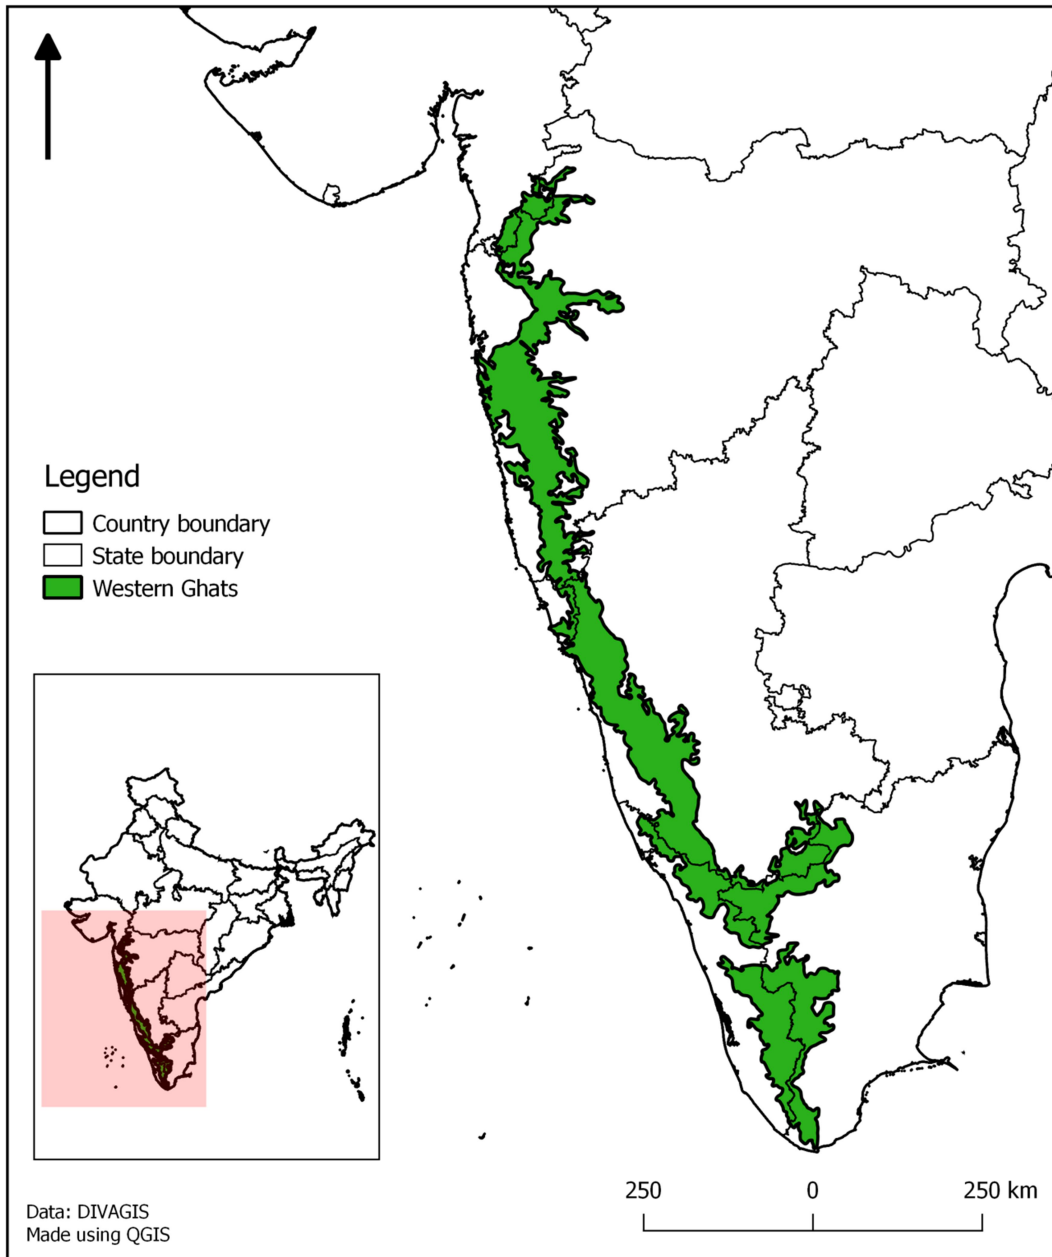 Legend
Country boundary
State boundary
Western Ghats
250 0 250 km
Data: DIVAGIS
Made using QGIS